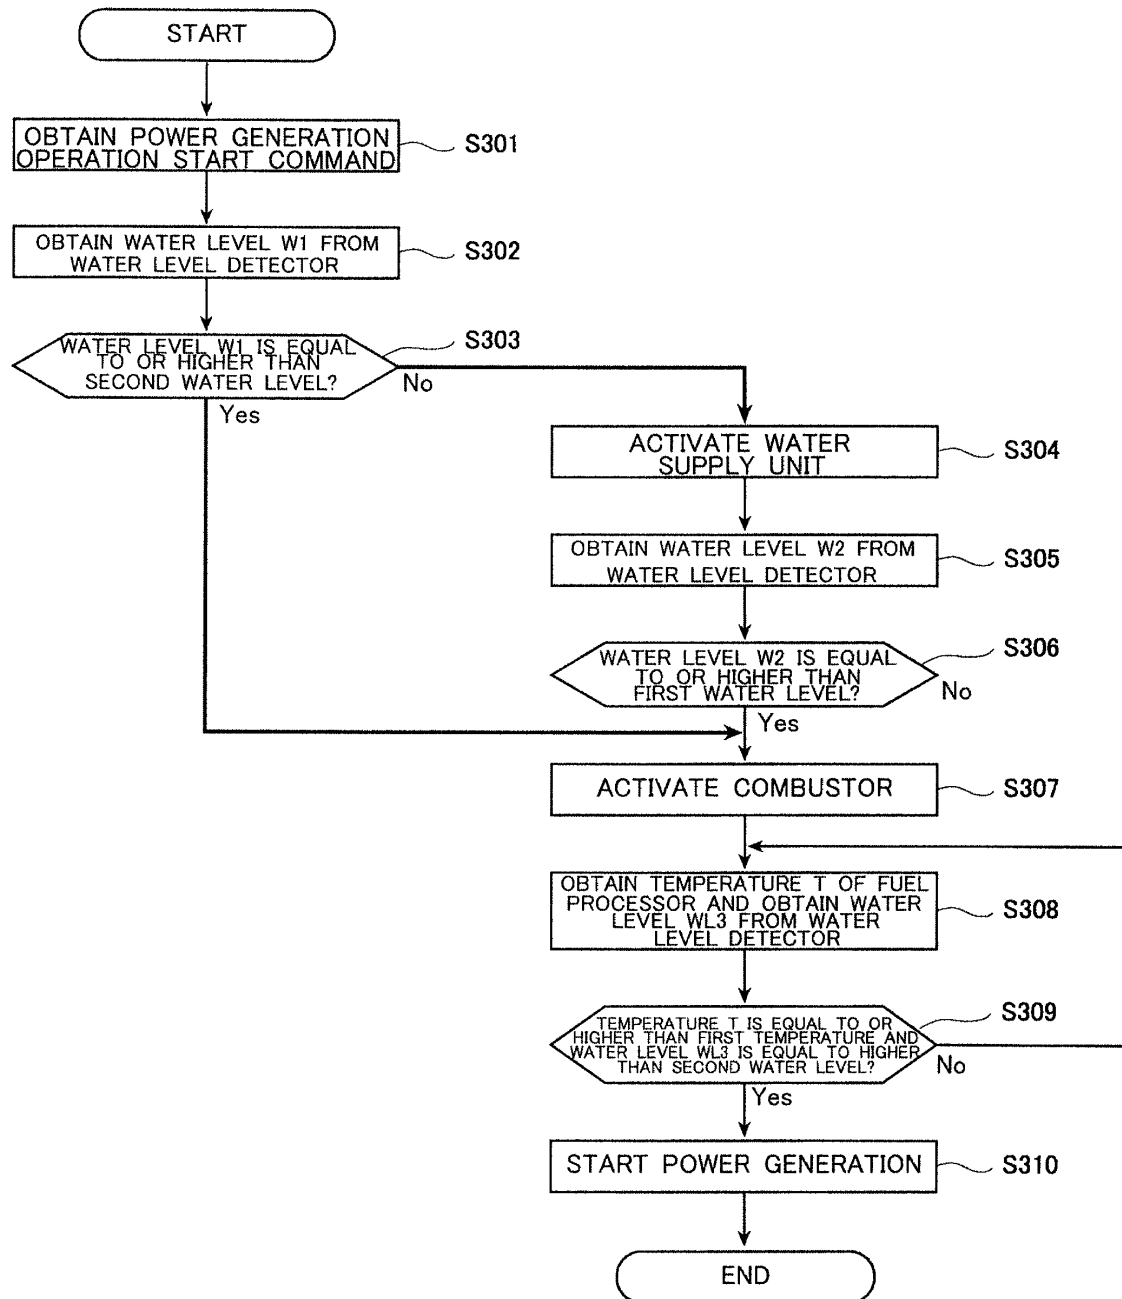 START
OBTAIN POWER GENERATION
OPERATION START COMMAND
S301
OBTAIN WATER LEVEL W1 FROM
WATER LEVEL DETECTOR
S302
WATER LEVEL W1 IS EQUAL
TO OR HIGHER THAN
SECOND WATER LEVEL?
S303
No
Yes
ACTIVATE WATER
SUPPLY UNIT
S304
OBTAIN WATER LEVEL W2 FROM
WATER LEVEL DETECTOR
S305
WATER LEVEL W2 IS EQUAL
TO OR HIGHER THAN
FIRST WATER LEVEL?
S306
No
Yes
ACTIVATE COMBUSTOR
S307
OBTAIN TEMPERATURE T OF FUEL
PROCESSOR AND OBTAIN WATER
LEVEL WL3 FROM WATER
LEVEL DETECTOR
S308
TEMPERATURE T IS EQUAL TO OR
HIGHER THAN FIRST TEMPERATURE AND
WATER LEVEL WL3 IS EQUAL TO HIGHER
THAN SECOND WATER LEVEL?
S309
No
Yes
START POWER GENERATION
S310
END